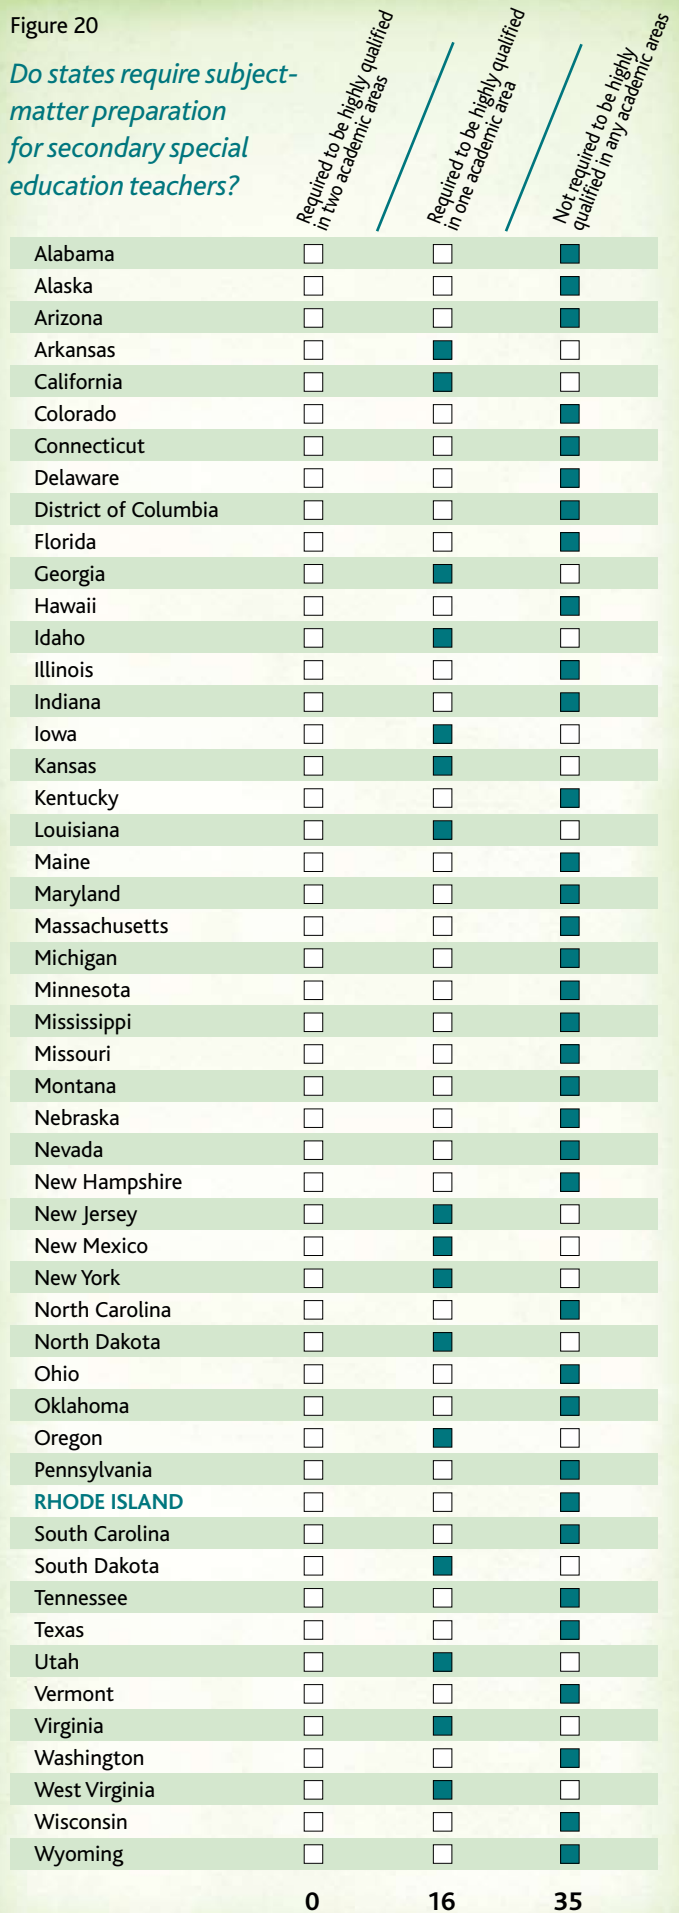 Figure 20
Do states require subject-
matter preparation
for secondary special
education teachers?
Required to be highly qualified
in two academic areas
Required to be highly qualified
in one academic area
Not required to be highly
qualified in any academic areas
Alabama
Alaska
Arizona
Arkansas
California
Colorado
Connecticut
Delaware
District of Columbia
Florida
Georgia
Hawaii
Idaho
Illinois
Indiana
Iowa
Kansas
Kentucky
Louisiana
Maine
Maryland
Massachusetts
Michigan
Minnesota
Mississippi
Missouri
Montana
Nebraska
Nevada
New Hampshire
New Jersey
New Mexico
New York
North Carolina
North Dakota
Ohio
Oklahoma
Oregon
Pennsylvania
RHODE ISLAND
South Carolina
South Dakota
Tennessee
Texas
Utah
Vermont
Virginia
Washington
West Virginia
Wisconsin
Wyoming
0 16 35